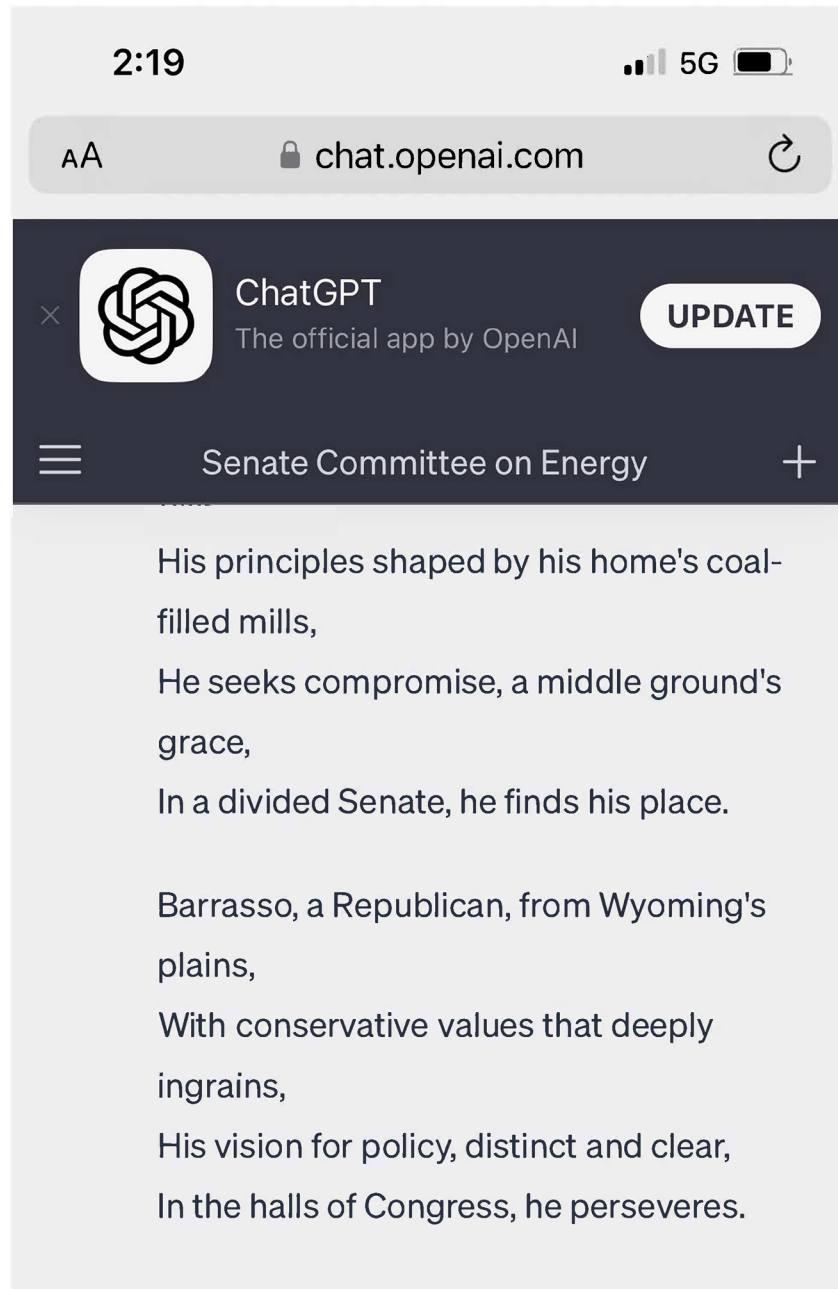 2:19
5G
AA
chat.openai.com
ChatGPT
The official app by OpenAI
UPDATE
Senate Committee on Energy
His principles shaped by his home's coal-
filled mills,
He seeks compromise, a middle ground's
grace,
In a divided Senate, he finds his place.
Barrasso, a Republican, from Wyoming's
plains,
With conservative values that deeply
ingrains,
His vision for policy, distinct and clear,
In the halls of Congress, he perseveres.